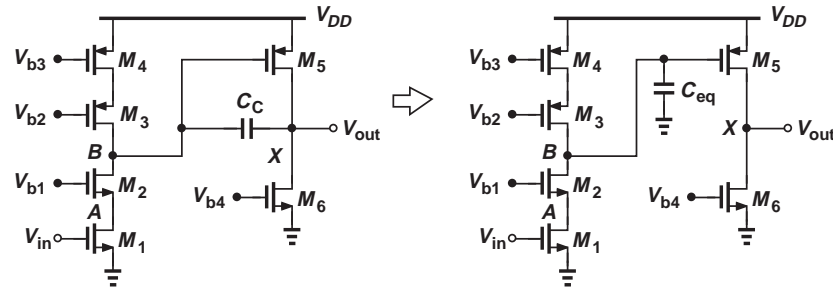 V_DD
V_b3
M_4
M_5
V_b2
M_3
C_C
B
X
V_out
V_b1
M_2
A
V_b4
M_6
V_in
M_1
V_DD
V_b3
M_4
M_5
C_eq
V_b2
M_3
X
V_out
B
V_b1
M_2
A
V_b4
M_6
V_in
M_1